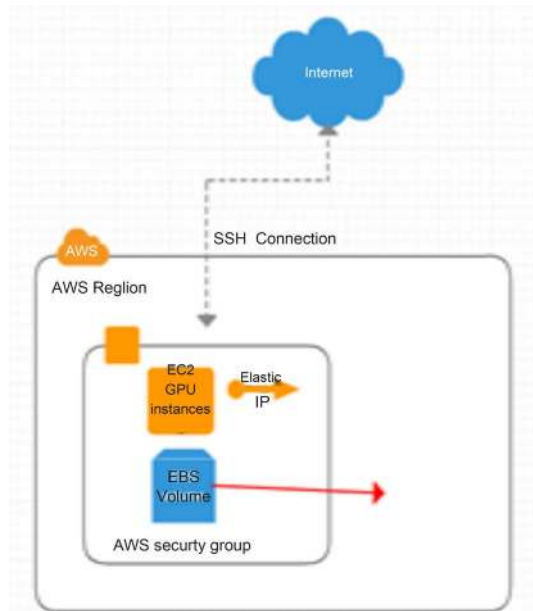 Internet
SSH Connection
AWS
AWS Reglion
EC2
GPU
instances
Elastic
IP
EBS
Volume
AWS securty group